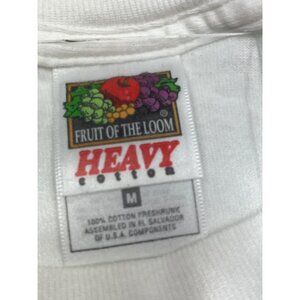 FRUIT OF THE LOOM
®
HEAVY
cotton
M
100% COTTON PRESHRUNK
ASSEMBLED IN EL SALVADOR
OF U.S.A. COMPONENTS